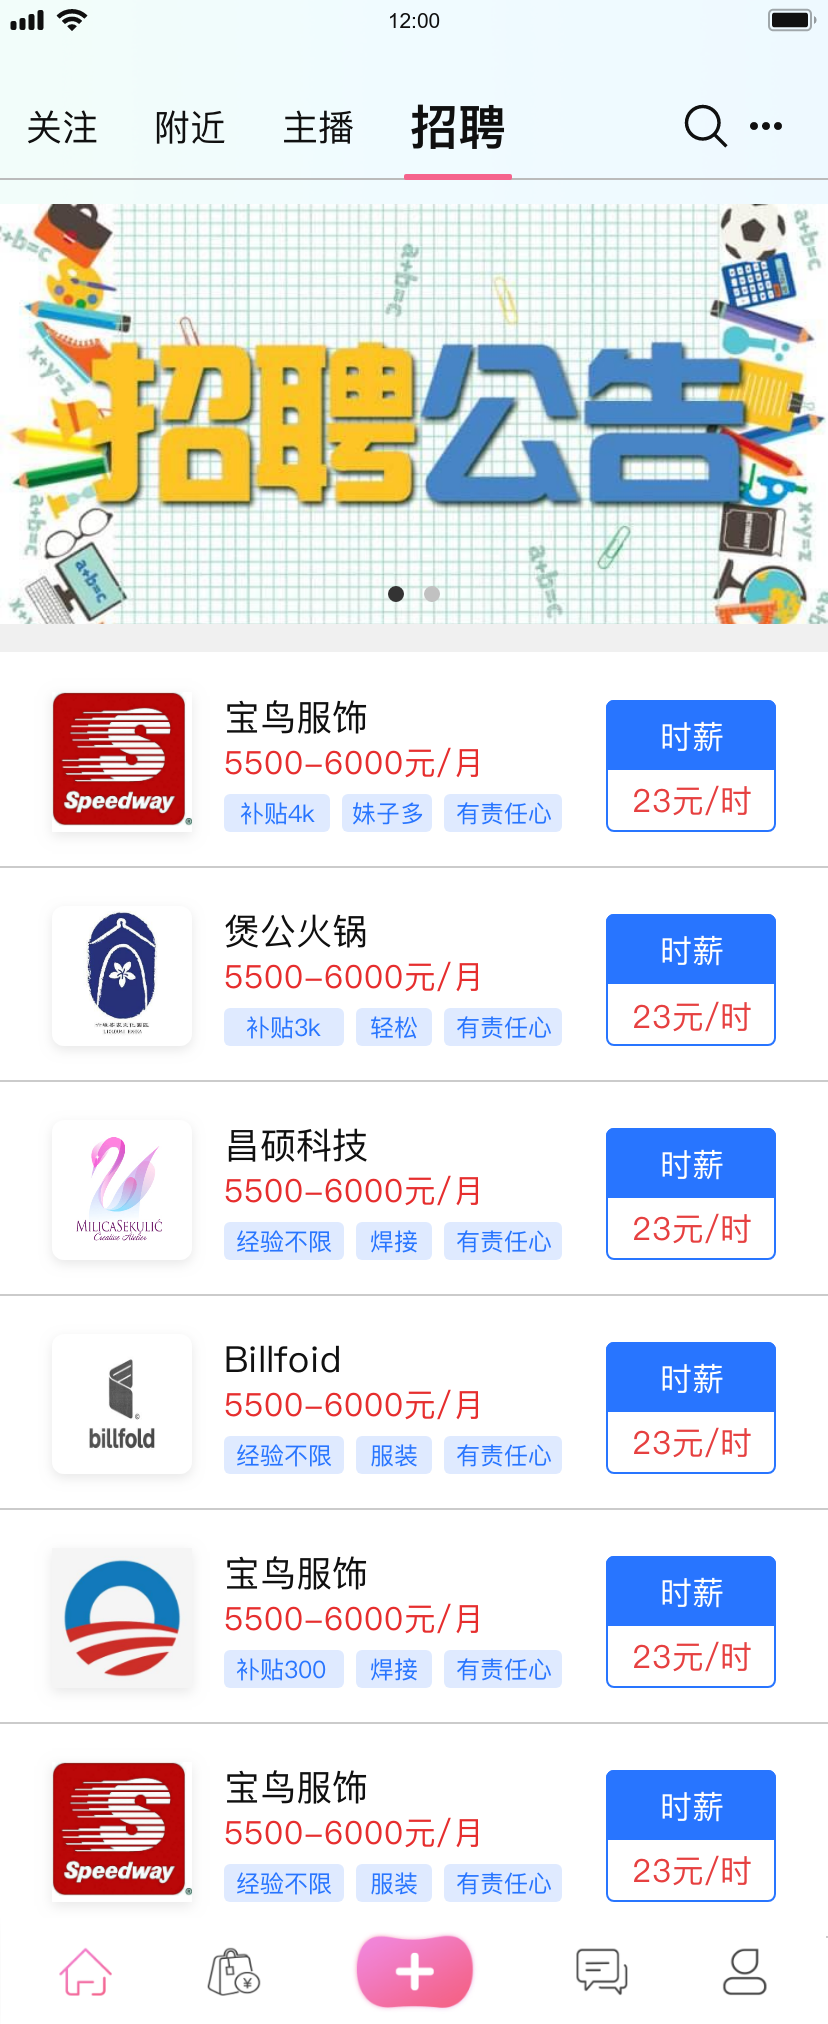 12:00
关注 附近 主播 招聘
a+b=c
a+b=c
a+b=c
x+y=z
招聘公告
a+b=c
x+y=z
DICTIONARY
a+b=c
a+b=c
宝鸟服饰
5500-6000元/月
补贴4k 妹子多 有责任心
时薪
23元/时
Speedway
煲公火锅
5500-6000元/月
补贴3k 轻松 有责任心
时薪
23元/时
昌硕科技
5500-6000元/月
经验不限 焊接 有责任心
时薪
23元/时
MILICASEKULIĆ
Creative Atelier
Billfoid
5500-6000元/月
经验不限 服装 有责任心
时薪
23元/时
billfold
宝鸟服饰
5500-6000元/月
补贴300 焊接 有责任心
时薪
23元/时
宝鸟服饰
5500-6000元/月
经验不限 服装 有责任心
时薪
23元/时
Speedway